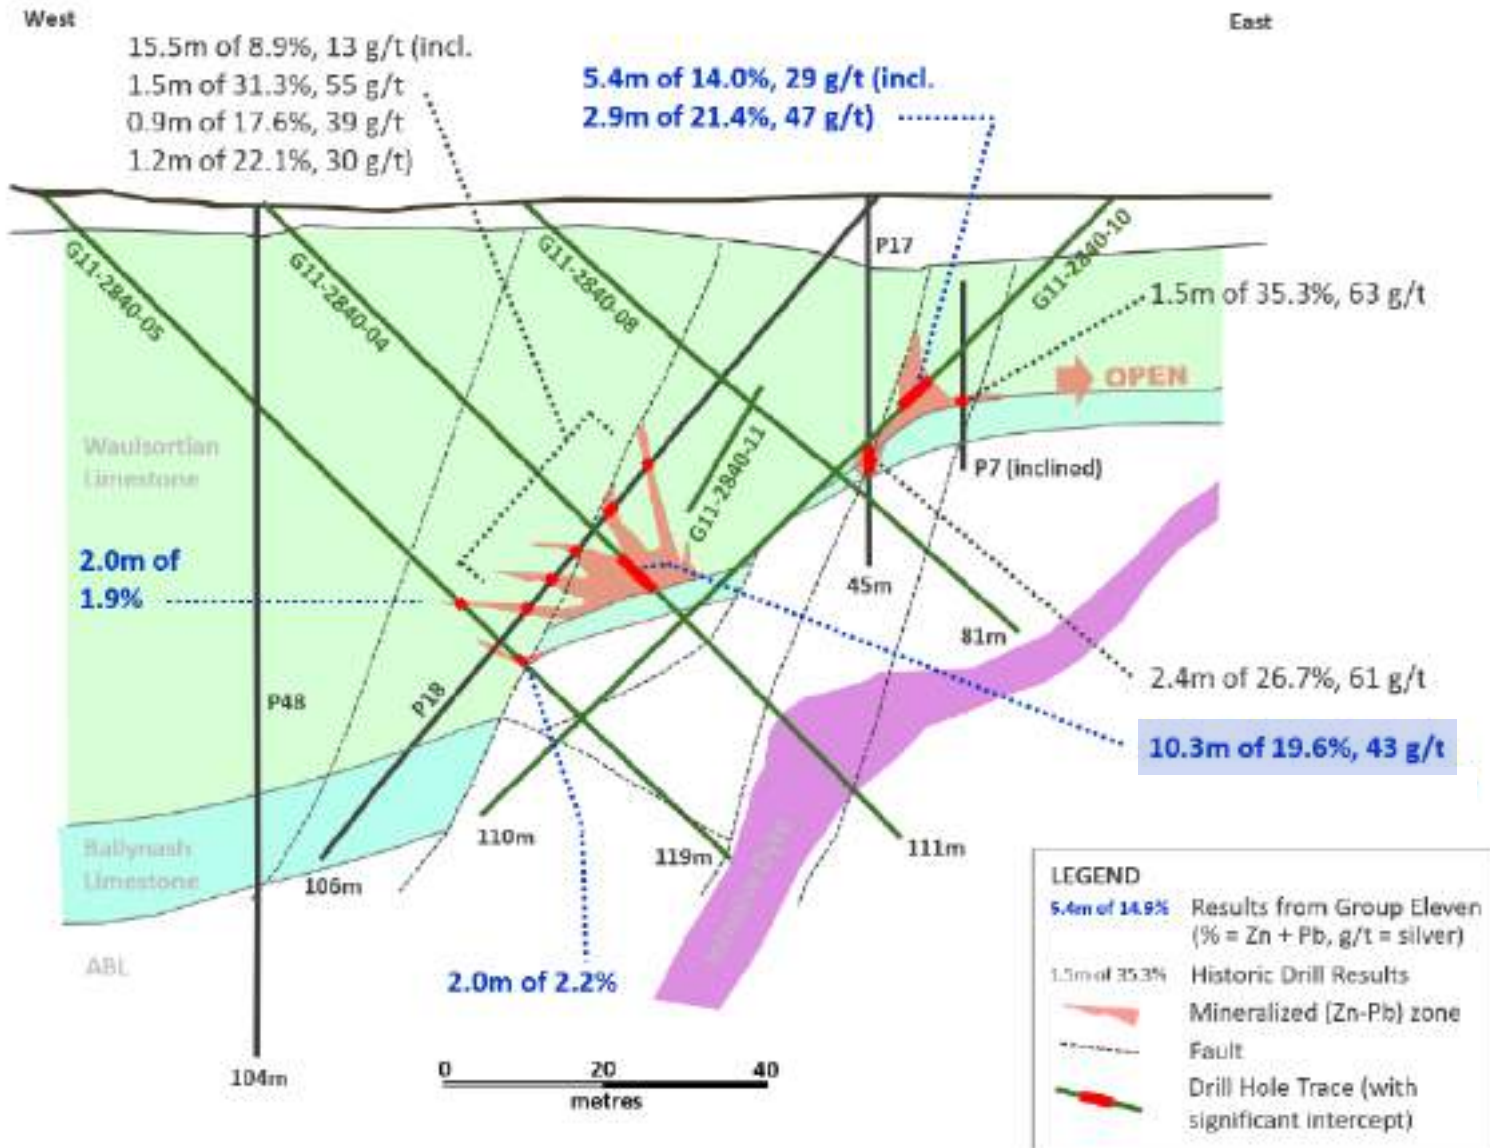 West
East
15.5m of 8.9%, 13 g/t (incl.
1.5m of 31.3%, 55 g/t
0.9m of 17.6%, 39 g/t
1.2m of 22.1%, 30 g/t)
5.4m of 14.0%, 29 g/t (incl.
2.9m of 21.4%, 47 g/t)
G11-2840-05
G11-2840-04
G11-2840-08
P17
G11-2840-10
1.5m of 35.3%, 63 g/t
OPEN
Waulsortian
Limestone
G11-2840-11
P7 (inclined)
2.0m of
1.9%
45m
81m
2.4m of 26.7%, 61 g/t
P48
P18
10.3m of 19.6%, 43 g/t
110m
119m
111m
Ballynash
Limestone
106m
ABL
2.0m of 2.2%
104m
0 20 40
metres
LEGEND
5.4m of 14.9% Results from Group Eleven
(% = Zn + Pb, g/t = silver)
1.5m of 35.3% Historic Drill Results
Mineralized (Zn-Pb) zone
Fault
Drill Hole Trace (with
significant intercept)